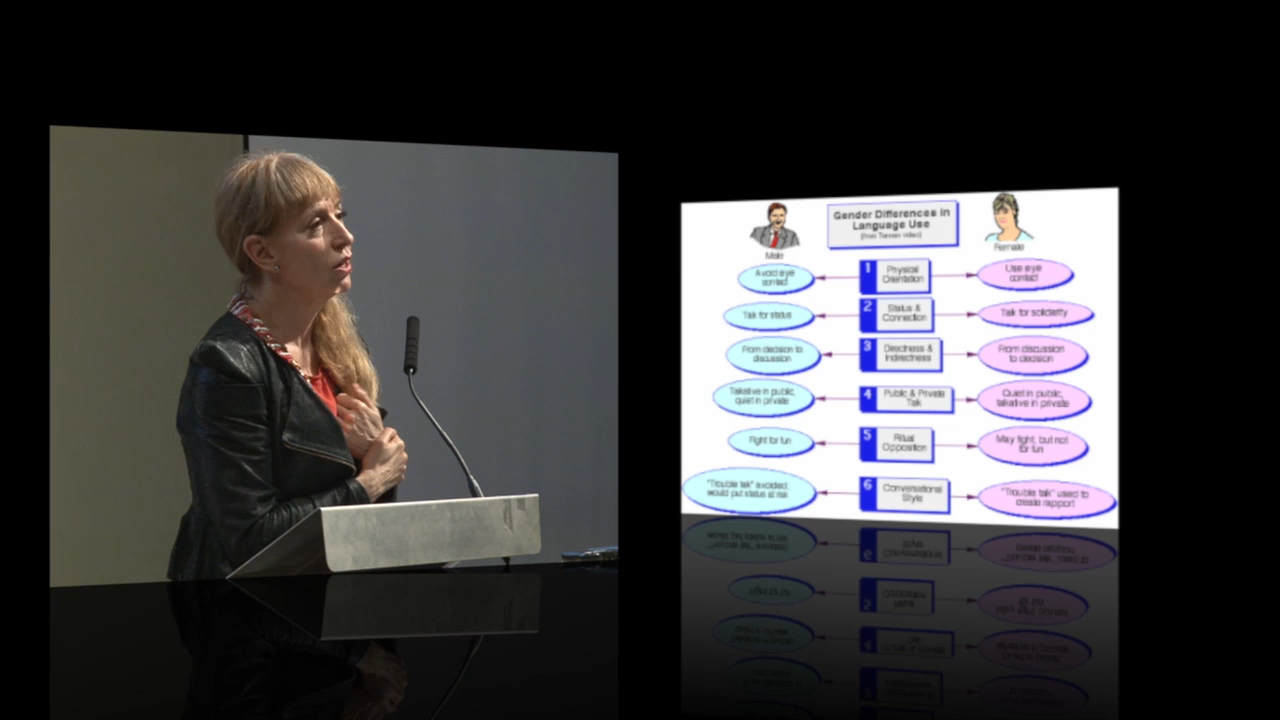 Gender Differences in
Language Use
(from Tannen video)
Male
Female
Avoid eye
contact
1
Physical
Orientation
Use eye
contact
Talk for status
2
Status &
Connection
Talk for solidarity
From decision to
discussion
3
Directness &
Indirectness
From discussion
to decision
Talkative in public,
quiet in private
4
Public & Private
Talk
Quiet in public,
talkative in private
Fight for fun
5
Ritual
Opposition
May fight, but not
for fun
"Trouble talk" avoided;
would put status at risk
6
Conversational
Style
"Trouble talk" used to
create rapport